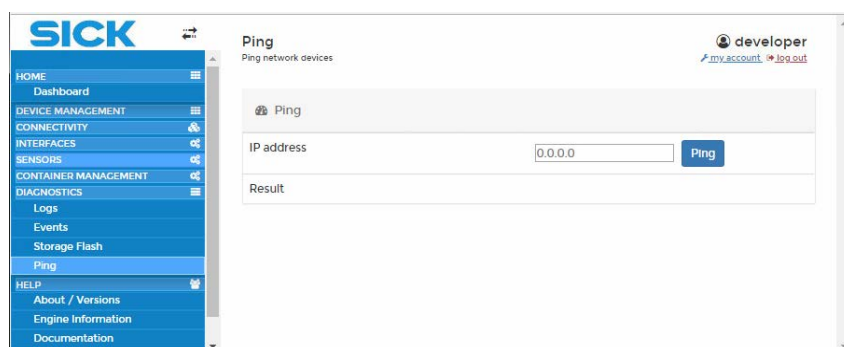 SICK
HOME
Dashboard
DEVICE MANAGEMENT
CONNECTIVITY
INTERFACES
SENSORS
CONTAINER MANAGEMENT
DIAGNOSTICS
Logs
Events
Storage Flash
Ping
HELP
About / Versions
Engine Information
Documentation
Ping
Ping network devices
developer
my account log out
Ping
IP address 0.0.0.0 Ping
Result